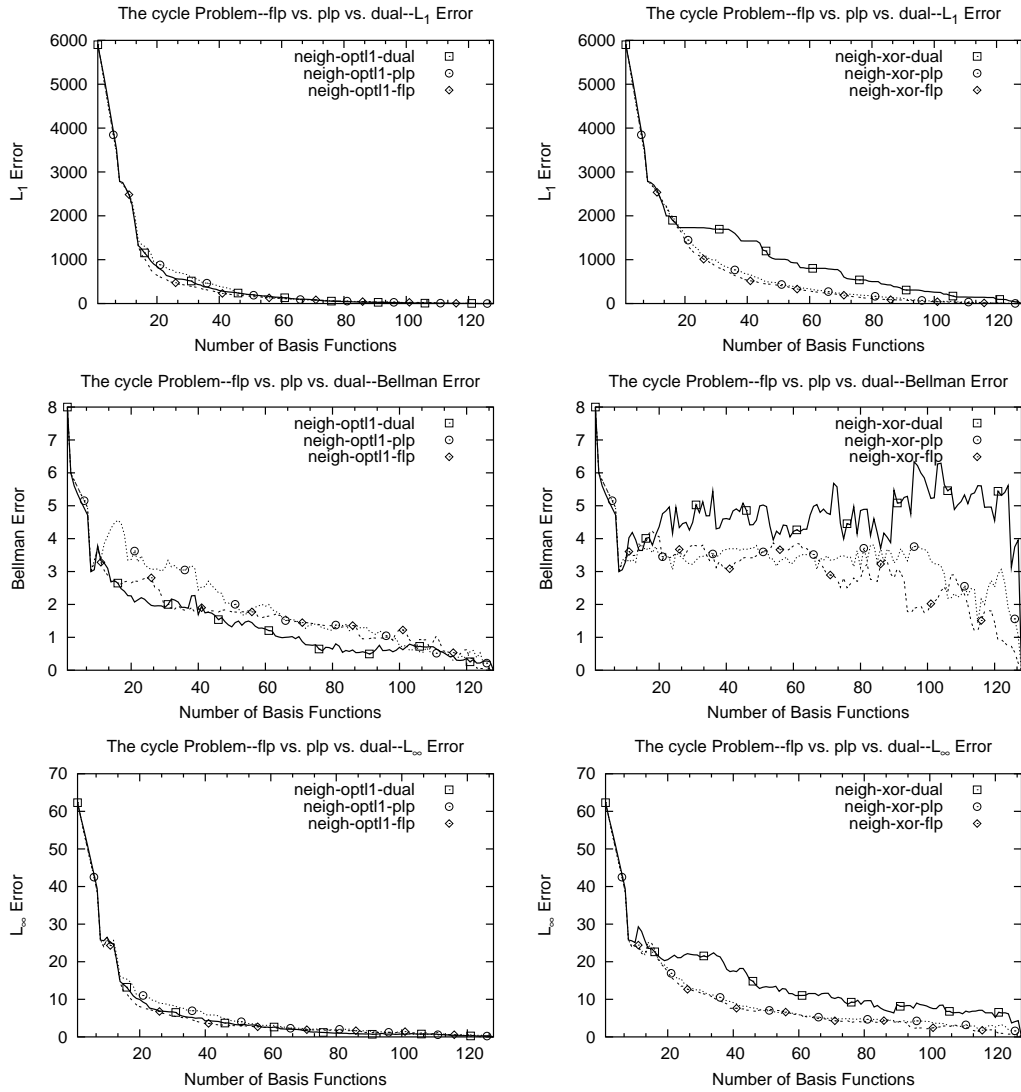 The cycle Problem--flp vs. plp vs. dual--L1 Error
6000
5000
4000
3000
2000
1000
0
L1 Error
neigh-optl1-dual
neigh-optl1-plp
neigh-optl1-flp
20 40 60 80 100 120
Number of Basis Functions
The cycle Problem--flp vs. plp vs. dual--L1 Error
6000
5000
4000
3000
2000
1000
0
L1 Error
neigh-xor-dual
neigh-xor-plp
neigh-xor-flp
20 40 60 80 100 120
Number of Basis Functions
The cycle Problem--flp vs. plp vs. dual--Bellman Error
8
7
6
5
4
3
2
1
0
Bellman Error
neigh-optl1-dual
neigh-optl1-plp
neigh-optl1-flp
20 40 60 80 100 120
Number of Basis Functions
The cycle Problem--flp vs. plp vs. dual--Bellman Error
8
7
6
5
4
3
2
1
0
Bellman Error
neigh-xor-dual
neigh-xor-plp
neigh-xor-flp
20 40 60 80 100 120
Number of Basis Functions
The cycle Problem--flp vs. plp vs. dual--L∞ Error
70
60
50
40
30
20
10
0
L∞ Error
neigh-optl1-dual
neigh-optl1-plp
neigh-optl1-flp
20 40 60 80 100 120
Number of Basis Functions
The cycle Problem--flp vs. plp vs. dual--L∞ Error
70
60
50
40
30
20
10
0
L∞ Error
neigh-xor-dual
neigh-xor-plp
neigh-xor-flp
20 40 60 80 100 120
Number of Basis Functions